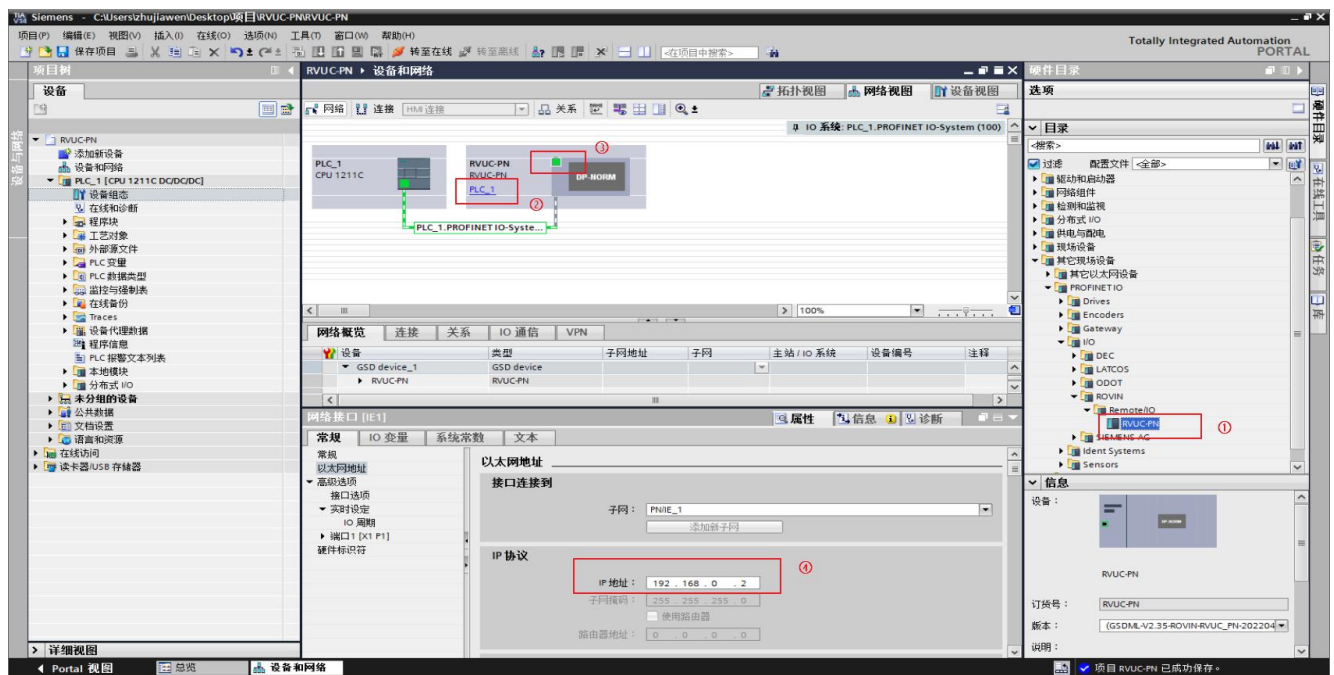 Siemens - C:\Users\zhujiawen\Desktop\项目\RVUC-PN\RVUC-PN
项目(P) 编辑(E) 视图(V) 插入(I) 在线(O) 选项(N) 工具(T) 窗口(W) 帮助(H)
Totally Integrated Automation
PORTAL
保存项目 转至在线 转至离线 <在项目中搜索>
项目树
设备
RVUC-PN
添加新设备
设备和网络
PLC_1 [CPU 1211C DC/DC/DC]
设备组态
在线和诊断
程序块
工艺对象
外部源文件
PLC 变量
PLC 数据类型
监控与强制表
在线备份
Traces
设备代理数据
程序信息
PLC 报警文本列表
本地模块
分布式 I/O
未分组的设备
公共数据
文档设置
语言和资源
在线访问
读卡器/USB 存储器
详细视图
设备与网络
RVUC-PN 设备和网络
拓扑视图 网络视图 设备视图
网络 连接 HMI 连接 关系
IO 系统: PLC_1.PROFINET IO-System (100)
PLC_1
CPU 1211C
RVUC-PN
RVUC-PN
PLC_1
DP-NORM
③
②
PLC_1.PROFINET IO-Syste...
100%
网络概览 连接 关系 IO 通信 VPN
设备 类型 子网地址 子网 主站 / IO 系统 设备编号 注释
GSD device_1 GSD device
RVUC-PN RVUC-PN
网络接口 [IE1]
属性 信息 诊断
常规 IO 变量 系统常数 文本
常规
以太网地址
高级选项
接口选项
实时设定
IO 周期
端口1 [X1 P1]
硬件标识符
以太网地址
接口连接到
子网： PN/IE_1
添加新子网
IP 协议
IP 地址： 192 . 168 . 0 . 2
④
子网掩码： 255 . 255 . 255 . 0
使用路由器
路由器地址： 0 . 0 . 0 . 0
硬件目录
选项
目录
<搜索>
过滤 配置文件 <全部>
驱动和启动器
网络组件
检测和监视
分布式 I/O
供电与配电
现场设备
其它现场设备
其它以太网设备
PROFINET IO
Drives
Encoders
Gateway
I/O
DEC
LATCOS
ODOT
ROVIN
Remote/IO
RVUC-PN
①
SIEMENS AG
Ident Systems
Sensors
信息
设备：
DP-NORM
RVUC-PN
订货号： RVUC-PN
版本： (GSDML-V2.35-ROVIN-RVUC_PN-202204
说明：
硬件目录
在线工具
任务
库
Portal 视图 总览 设备和网络
项目 RVUC-PN 已成功保存。